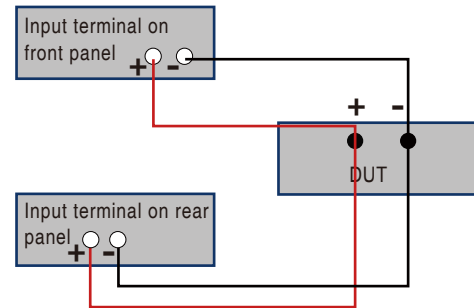 Input terminal on
front panel
+ -
+ -
DUT
Input terminal on rear
panel
+ -